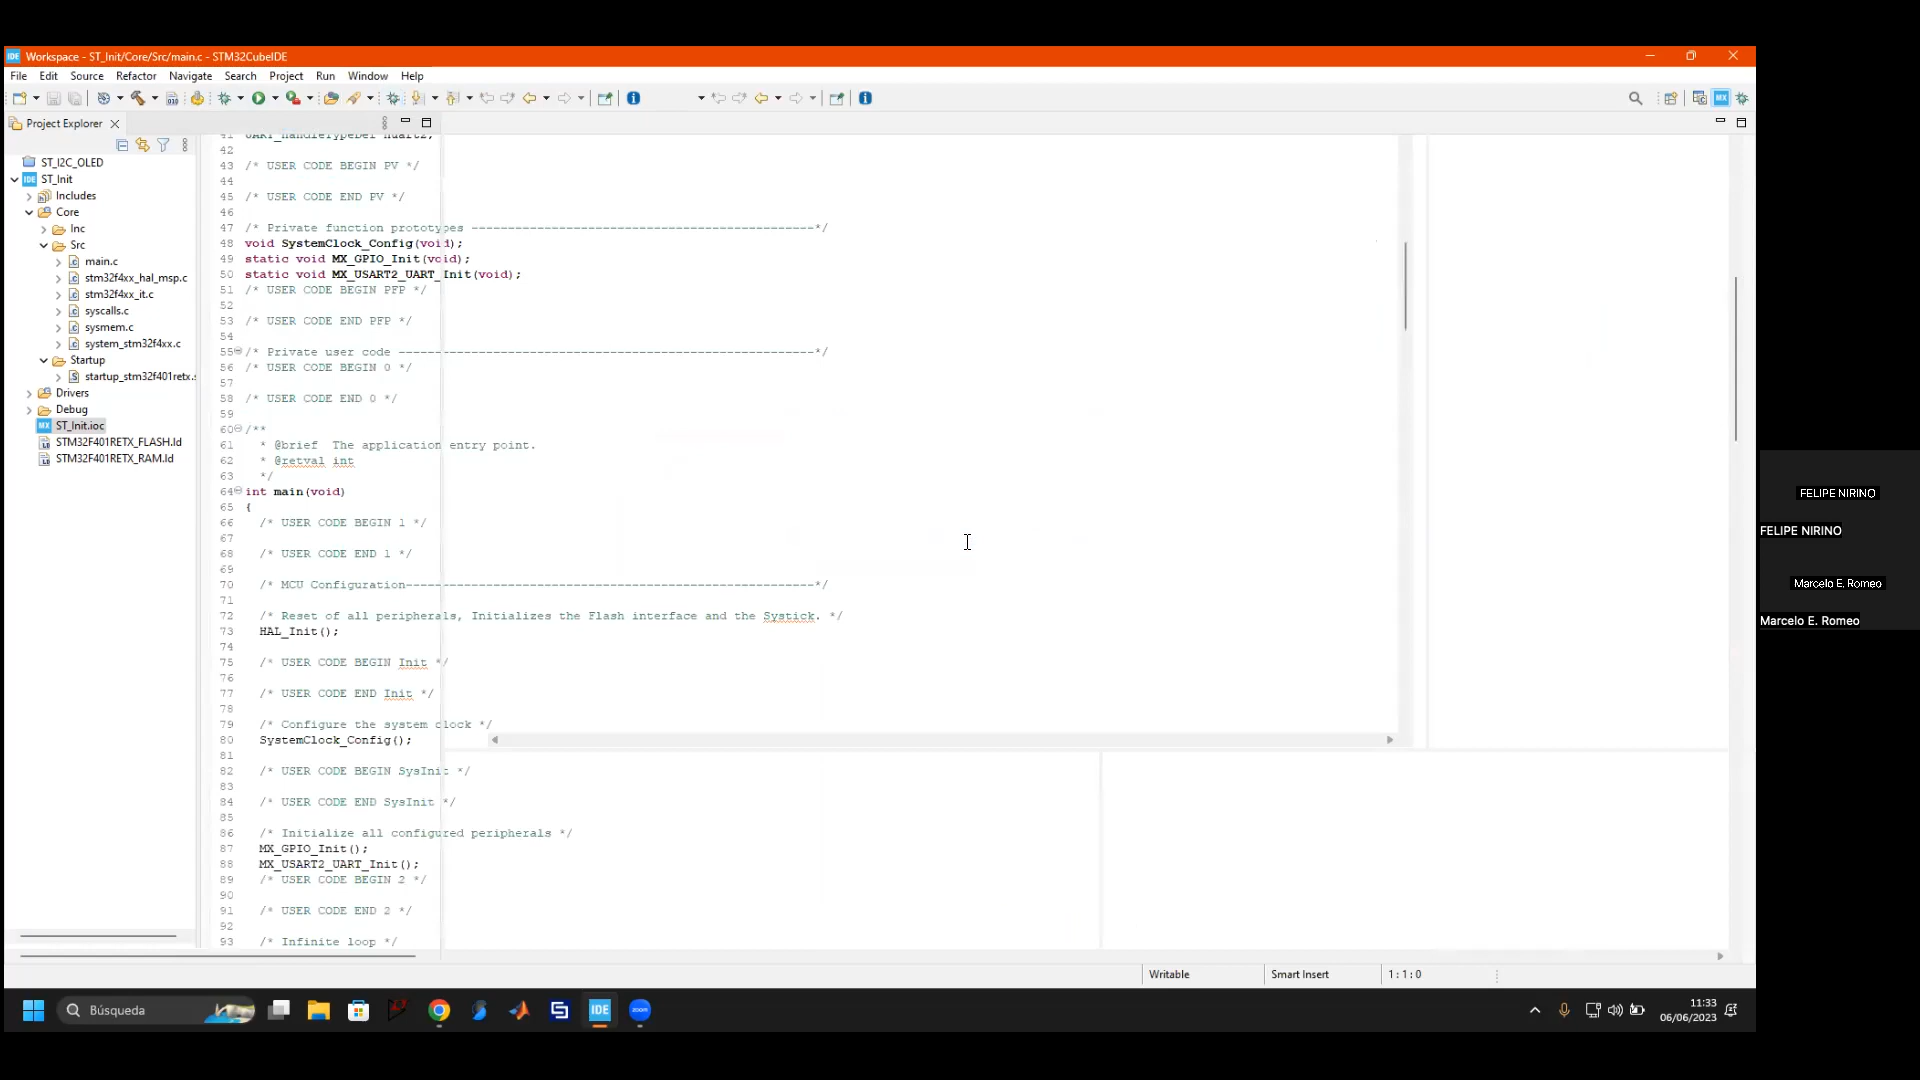 IDE Workspace - ST_Init/Core/Src/main.c - STM32CubeIDE
File Edit Source Refactor Navigate Search Project Run Window Help
Project Explorer
ST_I2C_OLED
IDE ST_Init
Includes
Core
Inc
Src
main.c
stm32f4xx_hal_msp.c
stm32f4xx_it.c
syscalls.c
sysmem.c
system_stm32f4xx.c
Startup
startup_stm32f401retx.s
Drivers
Debug
MX ST_Init.ioc
STM32F401RETX_FLASH.ld
STM32F401RETX_RAM.ld
41 UART_HandleTypeDef huart2;
42
43 /* USER CODE BEGIN PV */
44
45 /* USER CODE END PV */
46
47 /* Private function prototypes -----------------------------------------------*/
48 void SystemClock_Config(void);
49 static void MX_GPIO_Init(void);
50 static void MX_USART2_UART_Init(void);
51 /* USER CODE BEGIN PFP */
52
53 /* USER CODE END PFP */
54
55 /* Private user code ---------------------------------------------------------*/
56 /* USER CODE BEGIN 0 */
57
58 /* USER CODE END 0 */
59
60 /**
61 * @brief The application entry point.
62 * @retval int
63 */
64 int main(void)
65 {
66 /* USER CODE BEGIN 1 */
67
68 /* USER CODE END 1 */
69
70 /* MCU Configuration--------------------------------------------------------*/
71
72 /* Reset of all peripherals, Initializes the Flash interface and the Systick. */
73 HAL_Init();
74
75 /* USER CODE BEGIN Init */
76
77 /* USER CODE END Init */
78
79 /* Configure the system clock */
80 SystemClock_Config();
81
82 /* USER CODE BEGIN SysInit */
83
84 /* USER CODE END SysInit */
85
86 /* Initialize all configured peripherals */
87 MX_GPIO_Init();
88 MX_USART2_UART_Init();
89 /* USER CODE BEGIN 2 */
90
91 /* USER CODE END 2 */
92
93 /* Infinite loop */
Writable Smart Insert 1 : 1 : 0
FELIPE NIRINO
FELIPE NIRINO
Marcelo E. Romeo
Marcelo E. Romeo
Búsqueda
IDE
zoom
11:33
06/06/2023